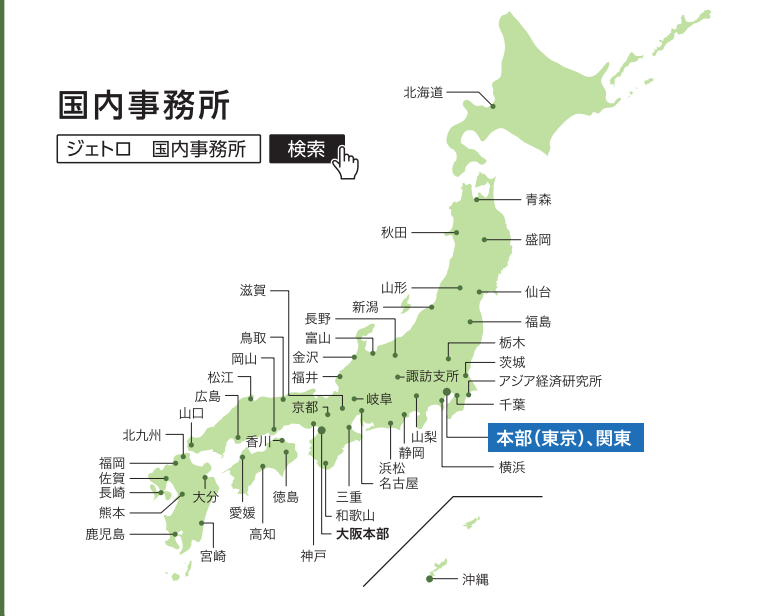 北海道
国内事務所
ジェトロ　国内事務所
検索
青森
秋田
盛岡
山形
滋賀
仙台
新潟
長野
福島
鳥取
富山
栃木
岡山
金沢
茨城
松江
福井
諏訪支所
アジア経済研究所
広島
京都
岐阜
千葉
山口
北九州
香川
山梨
本部(東京)、関東
静岡
福岡
浜松
横浜
佐賀
名古屋
長崎
大分
徳島
三重
熊本
愛媛
和歌山
鹿児島
高知
大阪本部
宮崎
神戸
沖縄